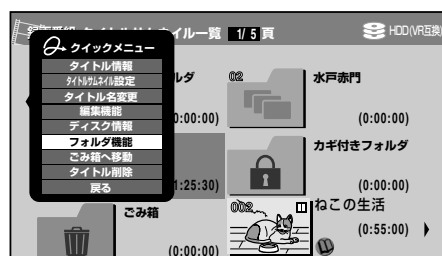 イル一覧 1/5 頁
HDD(VR互換)
クイックメニュー
タイトル情報
タイトルサムネイル設定
タイトル名変更
編集機能
ディスク情報
フォルダ機能
ごみ箱へ移動
タイトル削除
戻る
ルダ
0:00:00)
02
水戸赤門
(0:00:00)
1:25:30)
カギ付きフォルダ
(0:00:00)
ごみ箱
(0:00:00)
002
ねこの生活
(0:55:00)